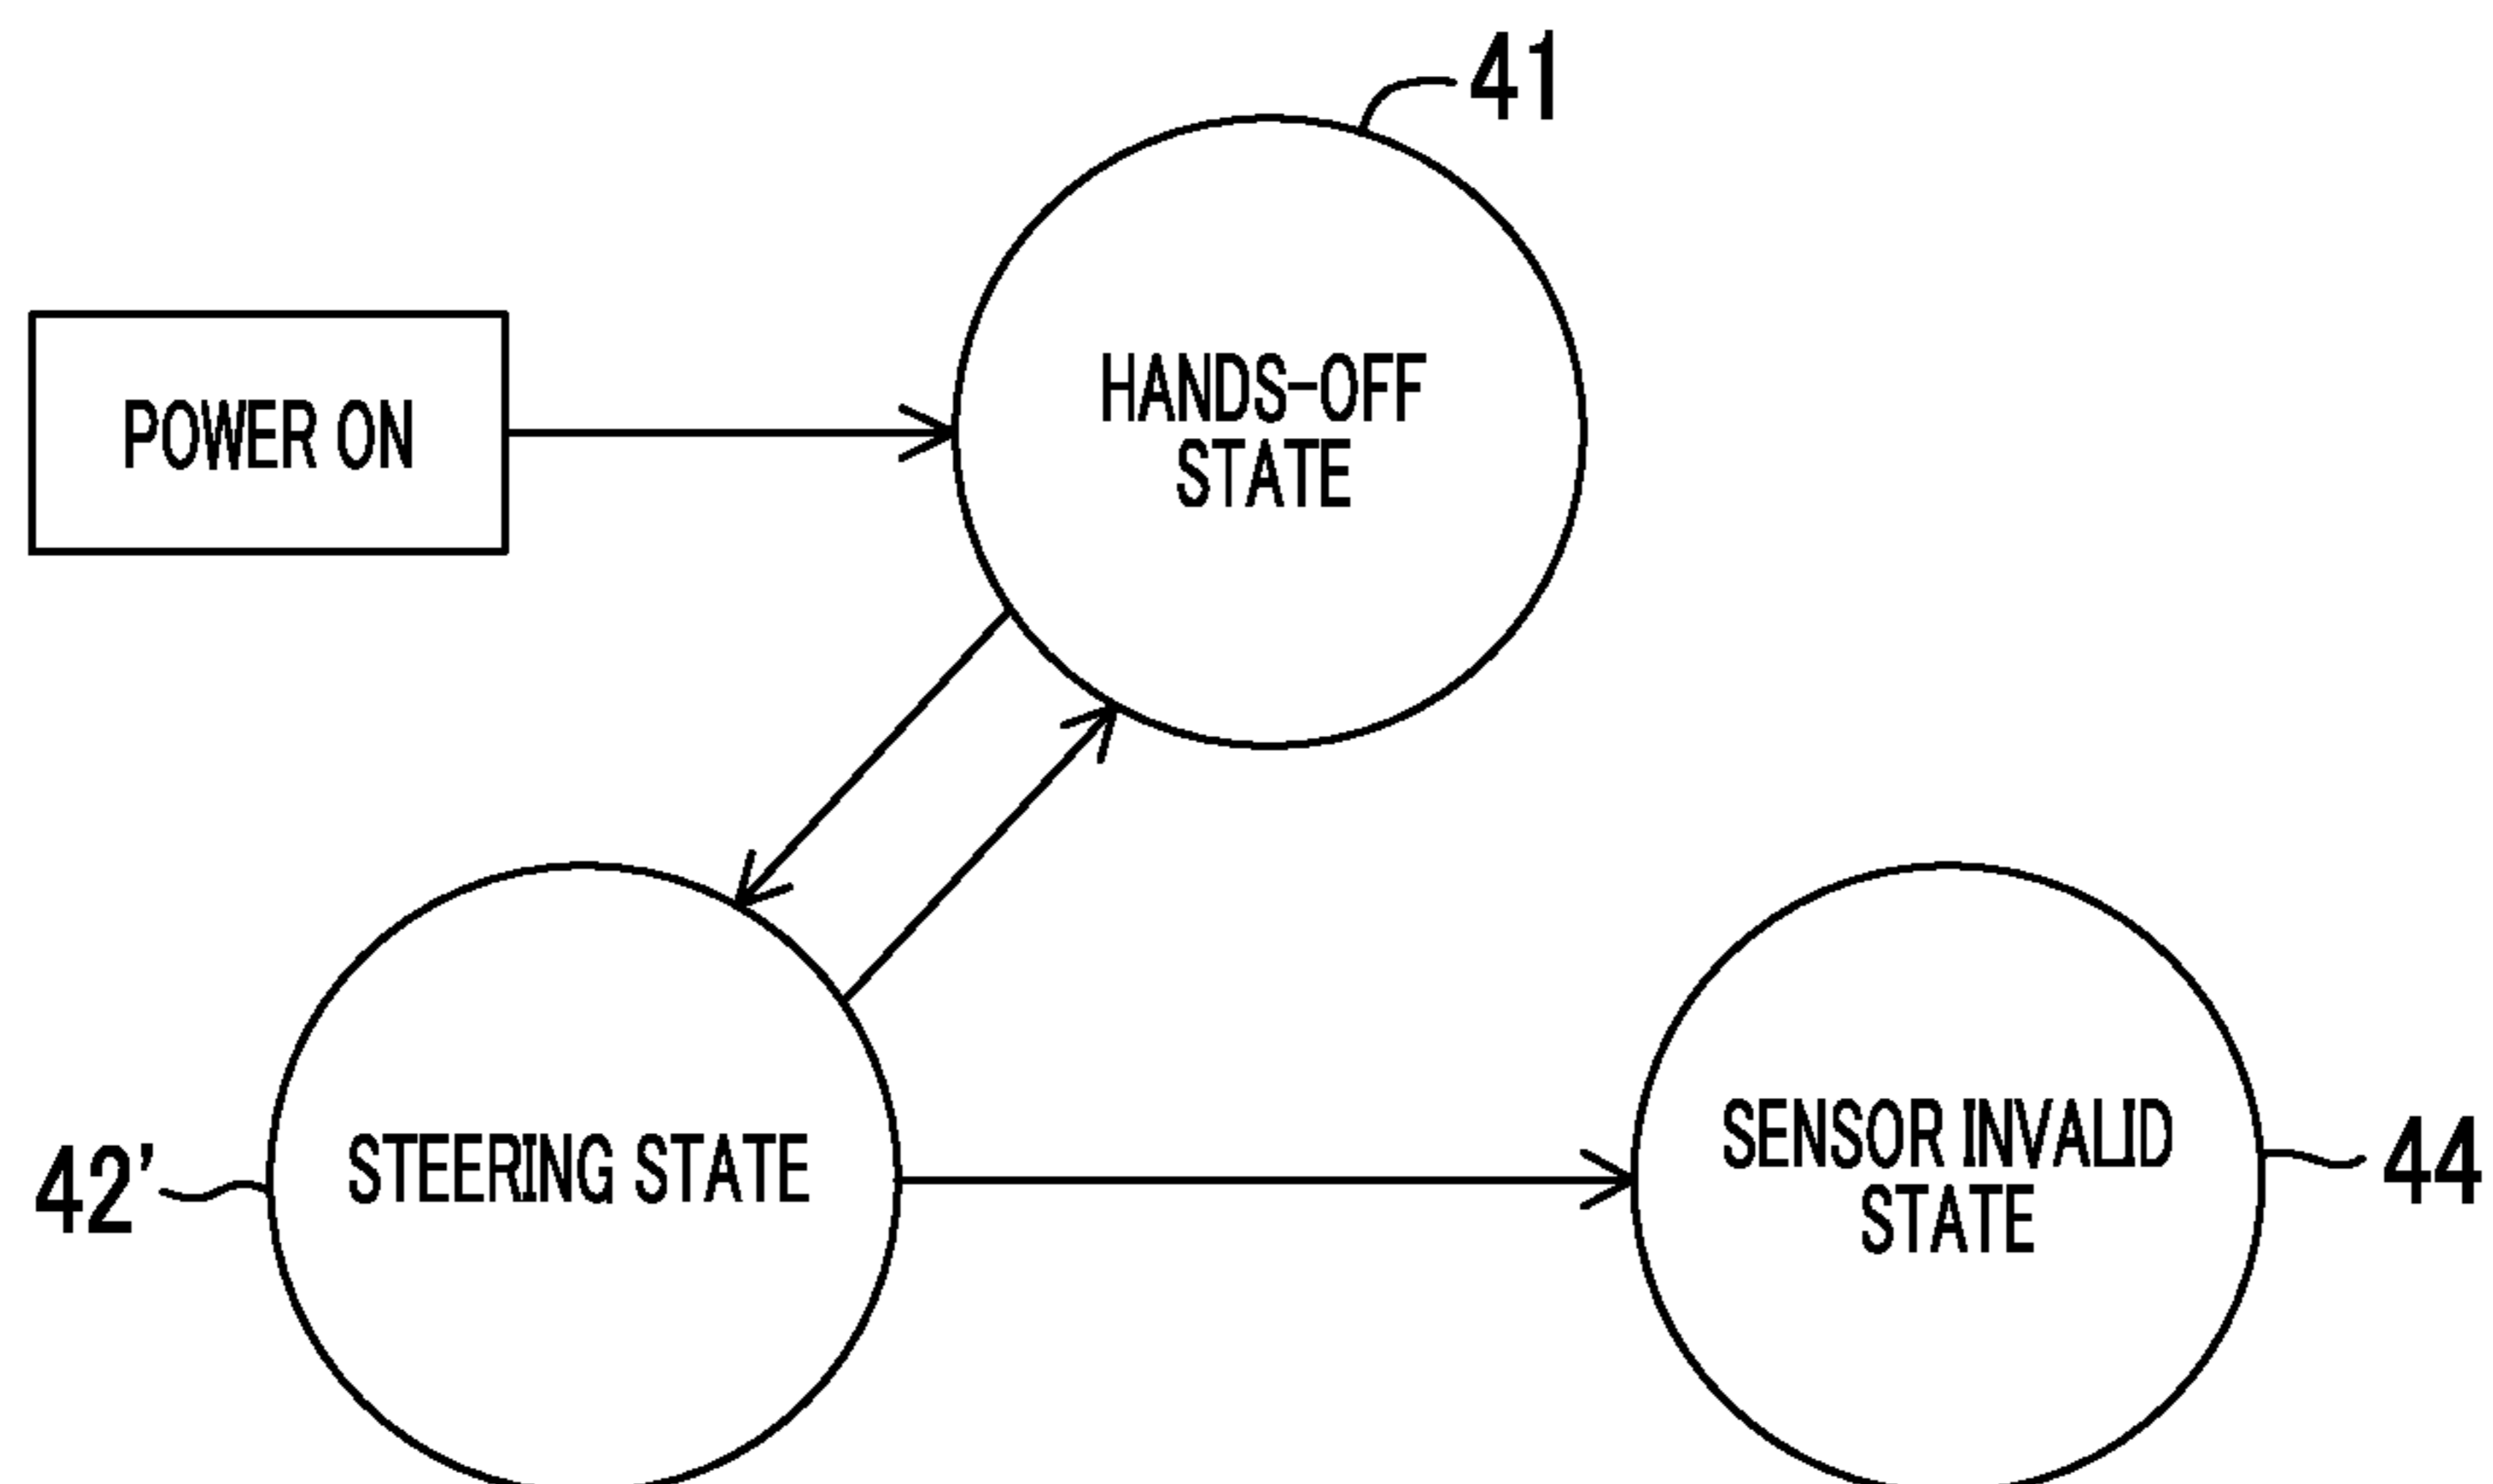 41
POWER ON
HANDS-OFF
STATE
42'
STEERING STATE
SENSOR INVALID
STATE
44